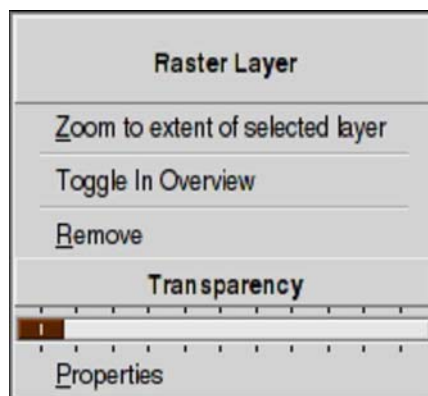 Raster Layer
Zoom to extent of selected layer
Toggle In Overview
Remove
Transparency
Properties